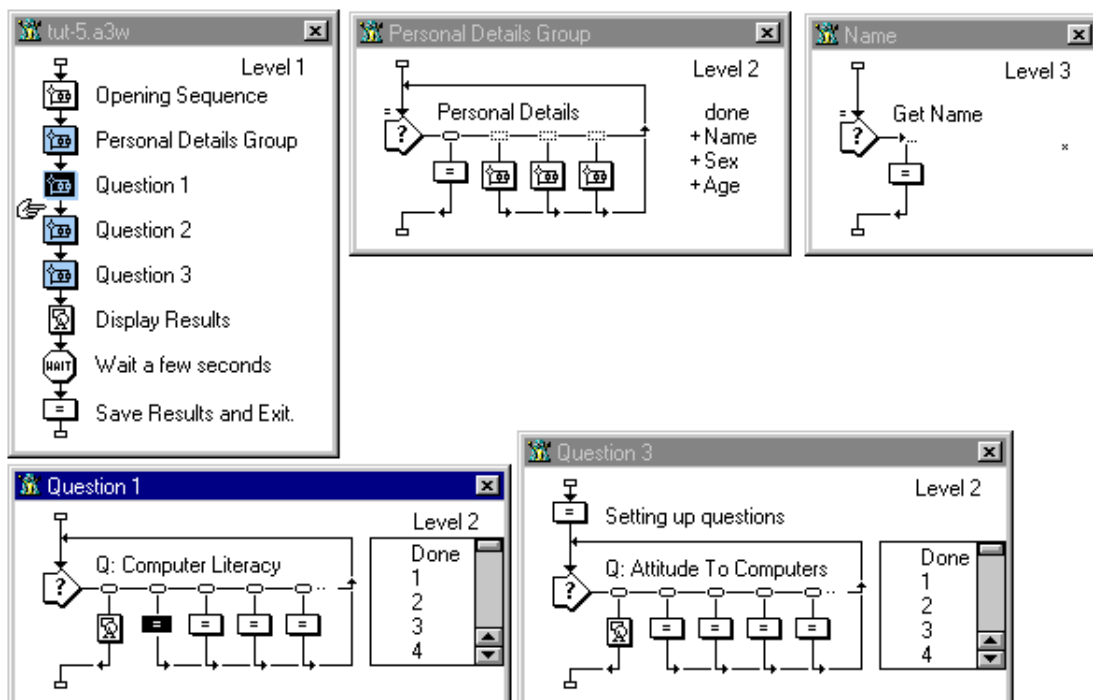 tut-5.a3w
Level 1
Opening Sequence
Personal Details Group
Question 1
Question 2
Question 3
Display Results
WAIT
Wait a few seconds
=
Save Results and Exit.
Personal Details Group
Level 2
=
?
Personal Details
=
done
+Name
+Sex
+Age
Name
Level 3
=
?
Get Name
=
Question 1
Level 2
?
Q: Computer Literacy
= = = =
Done
1
2
3
4
Question 3
Level 2
=
Setting up questions
?
Q: Attitude To Computers
= = = =
Done
1
2
3
4